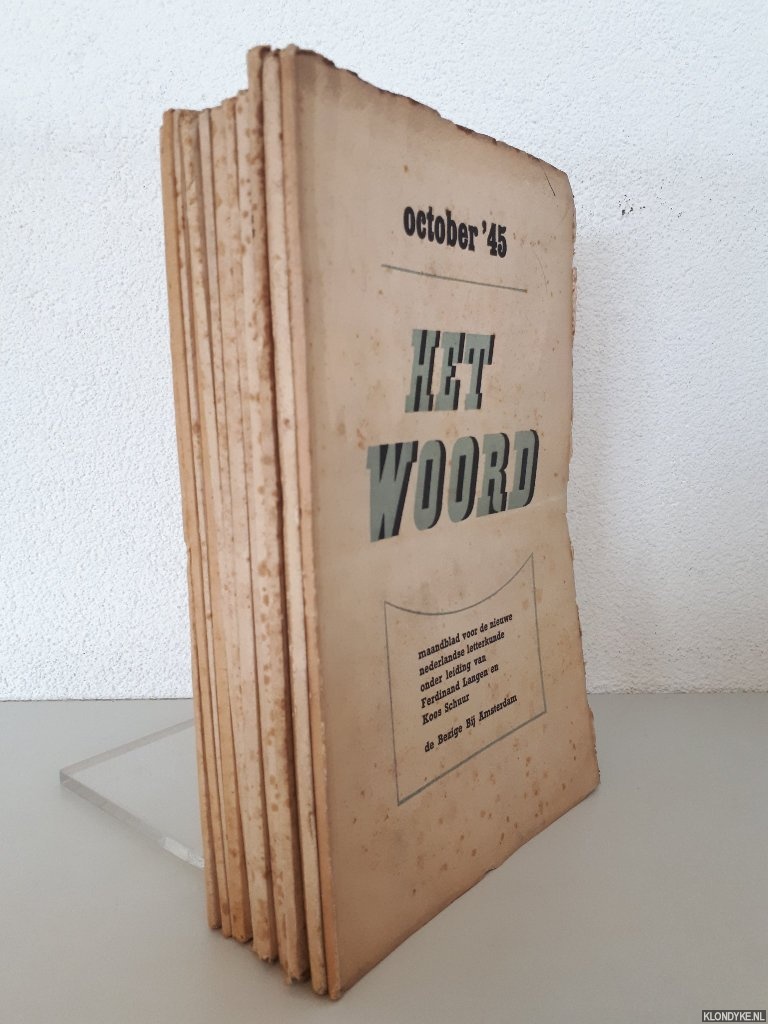 october '45
HET
WOORD
maandblad voor de nieuwe
nederlandse letterkunde
onder leiding van
Ferdinand Langen en
Koos Schuur
de Bezige Bij Amsterdam
KLONDYKE.NL